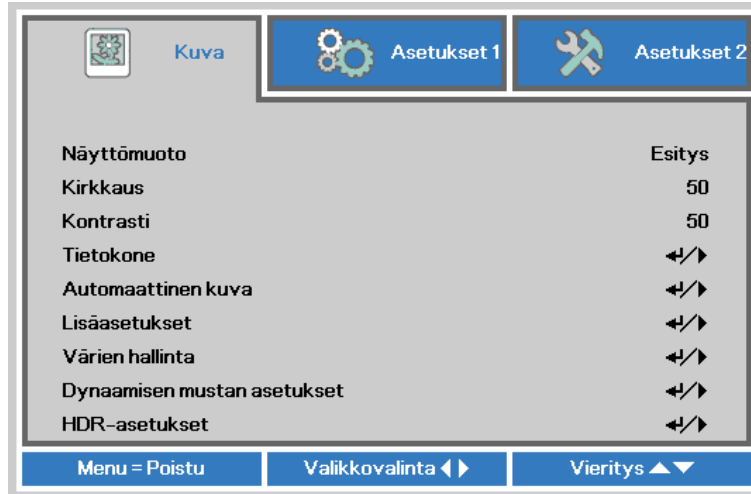 Kuva
Asetukset 1
Asetukset 2
Näyttömuoto Esitys
Kirkkaus 50
Kontrasti 50
Tietokone ↵/▶
Automaattinen kuva ↵/▶
Lisäasetukset ↵/▶
Värien hallinta ↵/▶
Dynaamisen mustan asetukset ↵/▶
HDR-asetukset ↵/▶
Menu = Poistu
Valikkovalinta ◀ ▶
Vieritys ▲▼